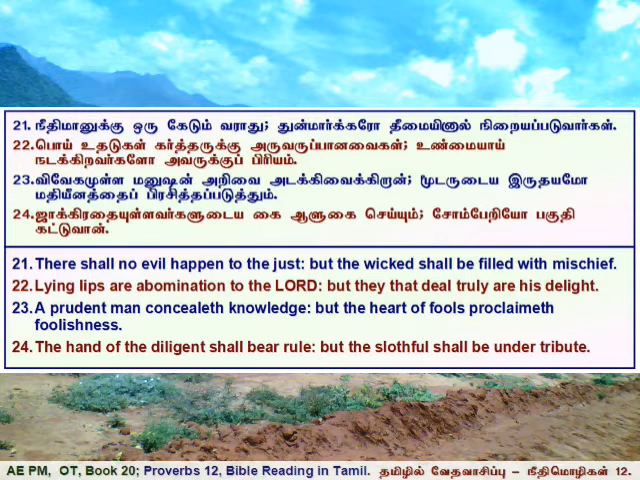 21. நீதிமானுக்கு ஒரு கேடும் வராது; துன்மார்க்கரோ தீமையினால் நிறையப்படுவார்கள்.
22. பொய் உதடுகள் கர்த்தருக்கு அருவருப்பானவைகள்; உண்மையாய்
நடக்கிறவர்களோ அவருக்குப் பிரியம்.
23. விவேகமுள்ள மனுஷன் அறிவை அடக்கிவைக்கிறான்; மூடருடைய இருதயமோ
மதியீனத்தைப் பிரசித்தப்படுத்தும்.
24. ஜாக்கிரதையுள்ளவர்களுடைய கை ஆளுகை செய்யும்; சோம்பேறியோ பகுதி
கட்டுவான்.
21. There shall no evil happen to the just: but the wicked shall be filled with mischief.
22. Lying lips are abomination to the LORD: but they that deal truly are his delight.
23. A prudent man concealeth knowledge: but the heart of fools proclaimeth
foolishness.
24. The hand of the diligent shall bear rule: but the slothful shall be under tribute.
AE PM, OT, Book 20; Proverbs 12, Bible Reading in Tamil. தமிழில் வேதவாசிப்பு – நீதிமொழிகள் 12.